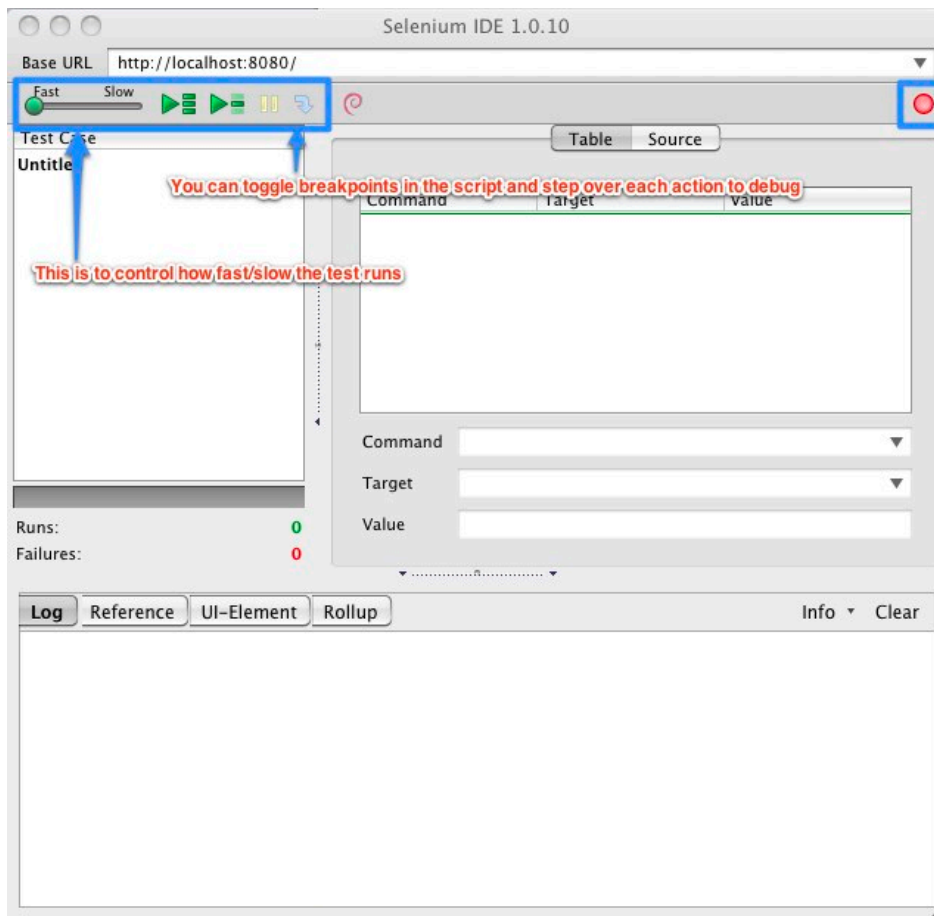 Selenium IDE 1.0.10
Base URL http://localhost:8080/
Fast Slow
Test Case
Table Source
Untitle
You can toggle breakpoints in the script and step over each action to debug
Command Target Value
This is to control how fast/slow the test runs
Command
Target
Value
Runs: 0
Failures: 0
Log Reference UI-Element Rollup Info Clear